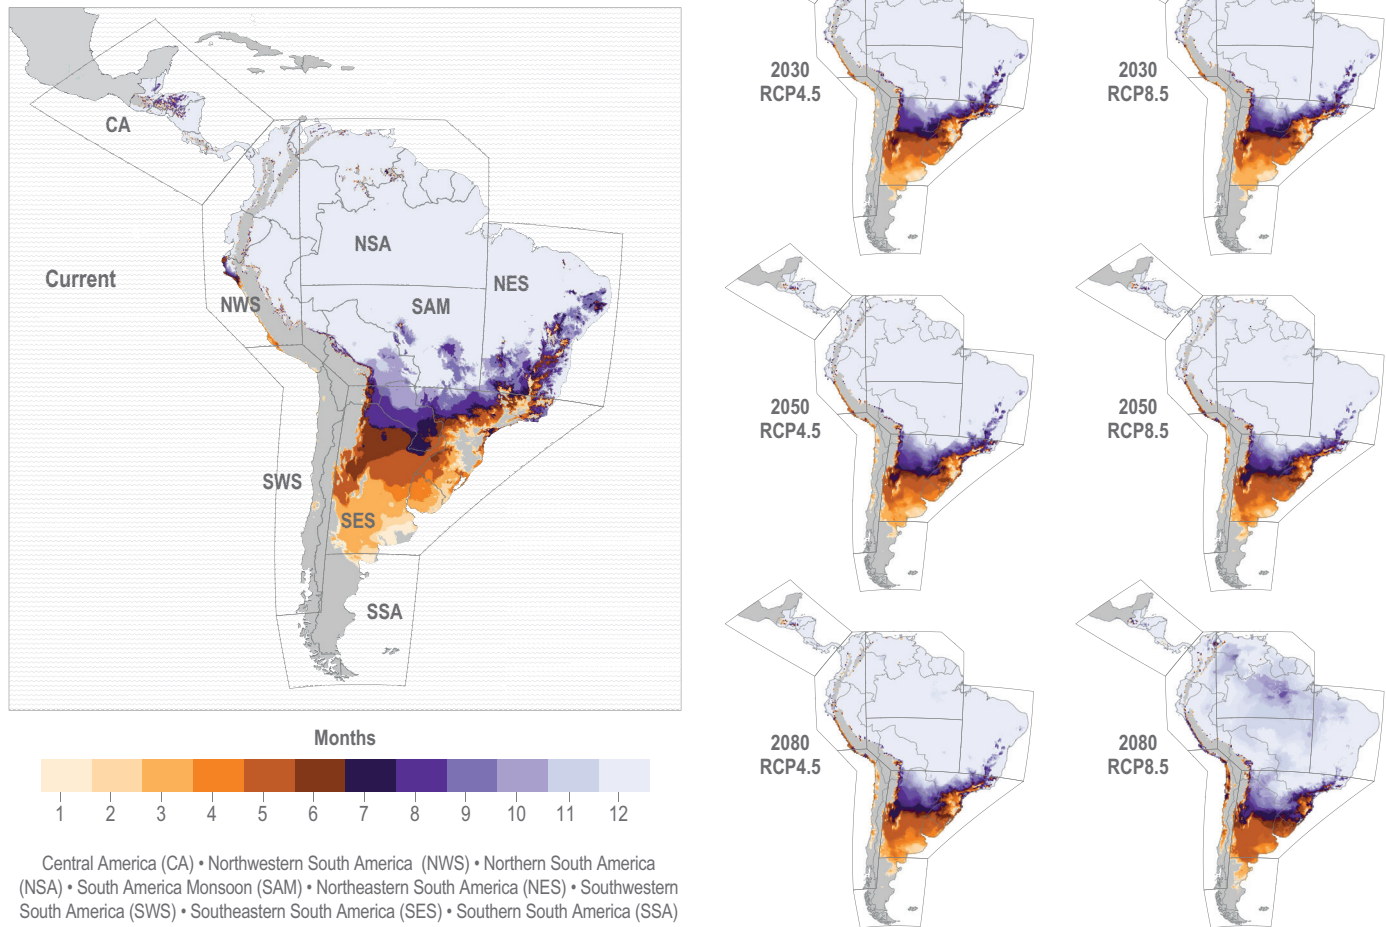 CA
NSA
NES
Current
NWS
SAM
SWS
SES
SSA
Months
1 2 3 4 5 6 7 8 9 10 11 12
Central America (CA) • Northwestern South America (NWS) • Northern South America
(NSA) • South America Monsoon (SAM) • Northeastern South America (NES) • Southwestern
South America (SWS) • Southeastern South America (SES) • Southern South America (SSA)
2030
RCP4.5
2030
RCP8.5
2050
RCP4.5
2050
RCP8.5
2080
RCP4.5
2080
RCP8.5